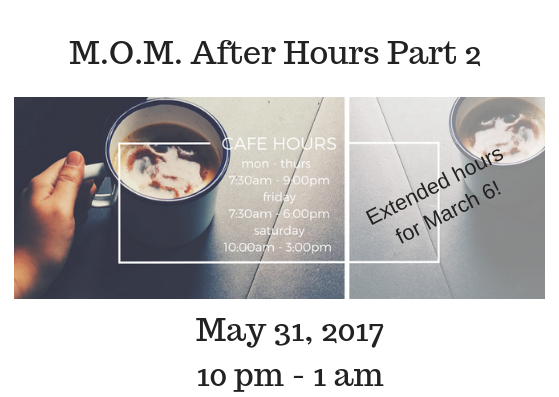 M.O.M. After Hours Part 2
CAFE HOURS
mon - thurs
7:30am - 9:00pm
friday
7:30am - 6:00pm
saturday
10:00am - 3:00pm
Extended hours
for March 6!
May 31, 2017
10 pm - 1 am